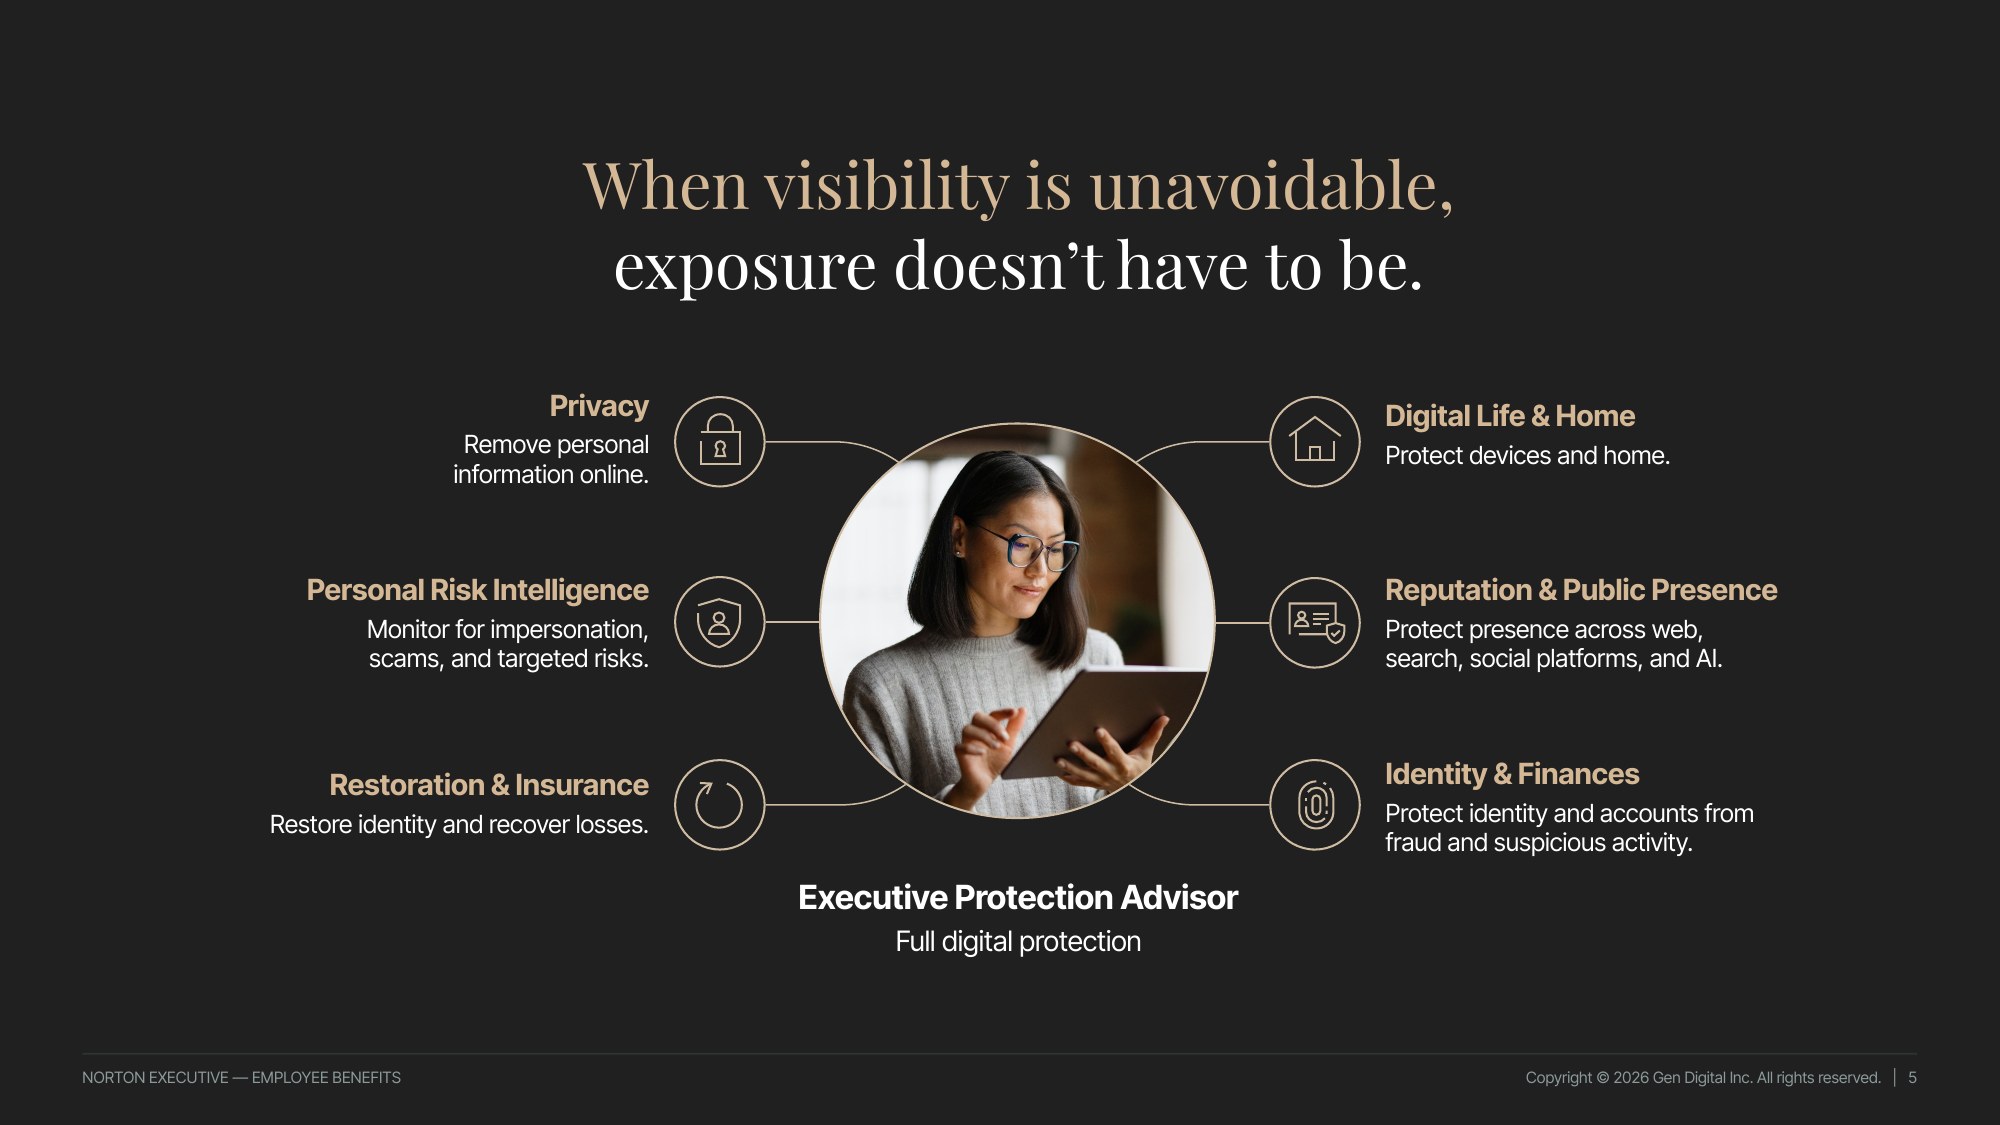 When visibility is unavoidable,
exposure doesn’t have to be.
Privacy
Remove personal
information online.
Personal Risk Intelligence
Monitor for impersonation,
scams, and targeted risks.
Restoration & Insurance
Restore identity and recover losses.
Digital Life & Home
Protect devices and home.
Reputation & Public Presence
Protect presence across web,
search, social platforms, and AI.
Identity & Finances
Protect identity and accounts from
fraud and suspicious activity.
Executive Protection Advisor
Full digital protection
NORTON EXECUTIVE — EMPLOYEE BENEFITS
Copyright © 2026 Gen Digital Inc. All rights reserved. | 5